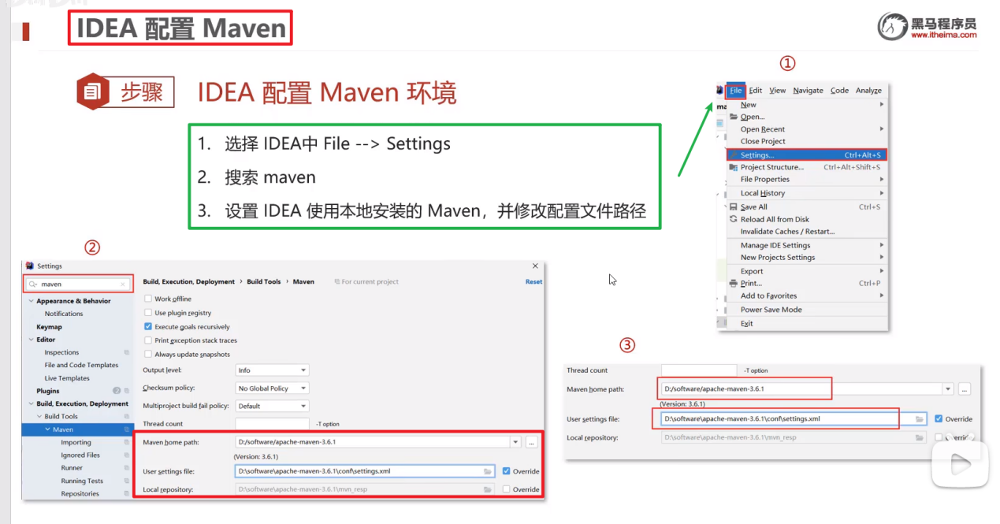 IDEA 配置 Maven
黑马程序员
www.itheima.com
步骤
IDEA 配置 Maven 环境
1. 选择 IDEA中 File --> Settings
2. 搜索 maven
3. 设置 IDEA 使用本地安装的 Maven，并修改配置文件路径
①
File Edit View Navigate Code Analyze
New
Open...
Open Recent
Close Project
Settings... Ctrl+Alt+S
Project Structure... Ctrl+Alt+Shift+S
File Properties
Local History
Save All Ctrl+S
Reload All from Disk
Invalidate Caches / Restart...
Manage IDE Settings
New Projects Settings
Export
Print... Ctrl+P
Add to Favorites
Power Save Mode
Exit
②
Settings
maven
Appearance & Behavior
Notifications
Keymap
Editor
Inspections
File and Code Templates
Live Templates
Plugins 2
Build, Execution, Deployment
Build Tools
Maven
Importing
Ignored Files
Runner
Running Tests
Repositories
Build, Execution, Deployment › Build Tools › Maven For current project Reset
Work offline
Use plugin registry
Execute goals recursively
Print exception stack traces
Always update snapshots
Output level: Info
Checksum policy: No Global Policy
Multiproject build fail policy: Default
Thread count -T option
Maven home path: D:/software/apache-maven-3.6.1
(Version: 3.6.1)
User settings file: D:\software\apache-maven-3.6.1\conf\settings.xml Override
Local repository: D:\software\apache-maven-3.6.1\mvn_resp Override
③
Thread count -T option
Maven home path: D:/software/apache-maven-3.6.1
(Version: 3.6.1)
User settings file: D:\software\apache-maven-3.6.1\conf\settings.xml Override
Local repository: D:\software\apache-maven-3.6.1\mvn_resp